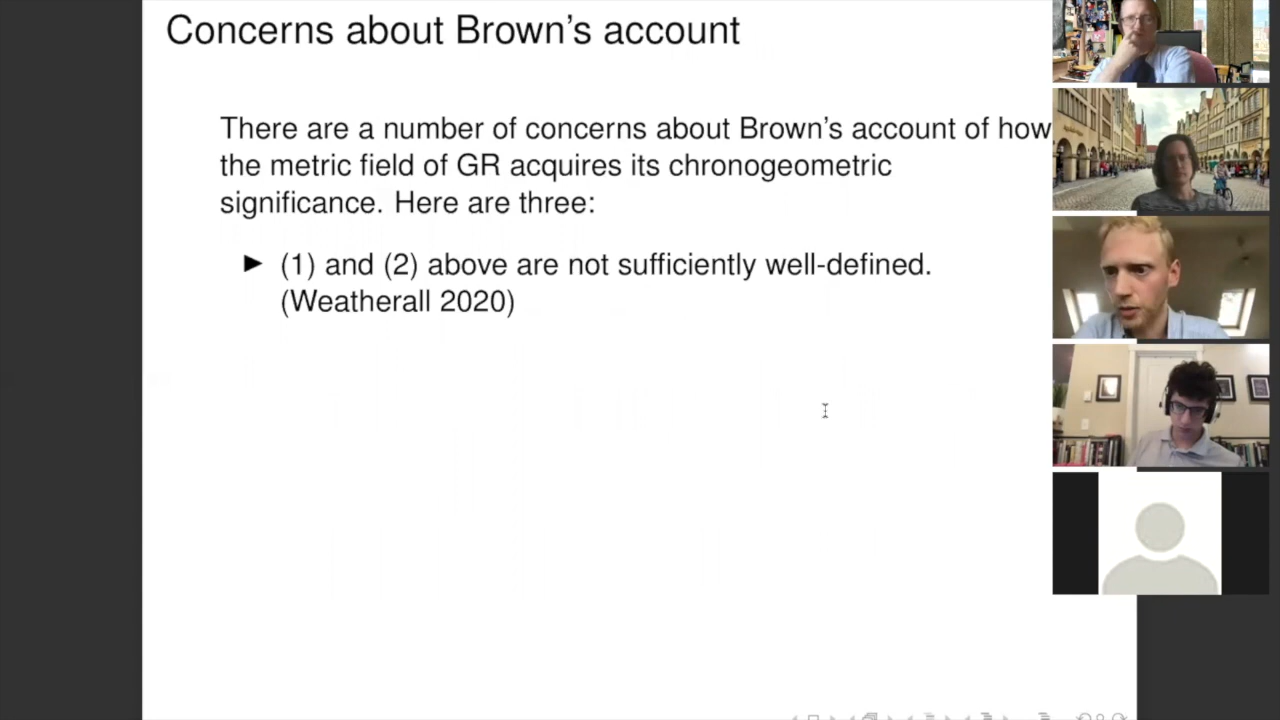 Concerns about Brown's account
There are a number of concerns about Brown's account of how
the metric field of GR acquires its chronogeometric
significance. Here are three:
► (1) and (2) above are not sufficiently well-defined.
(Weatherall 2020)